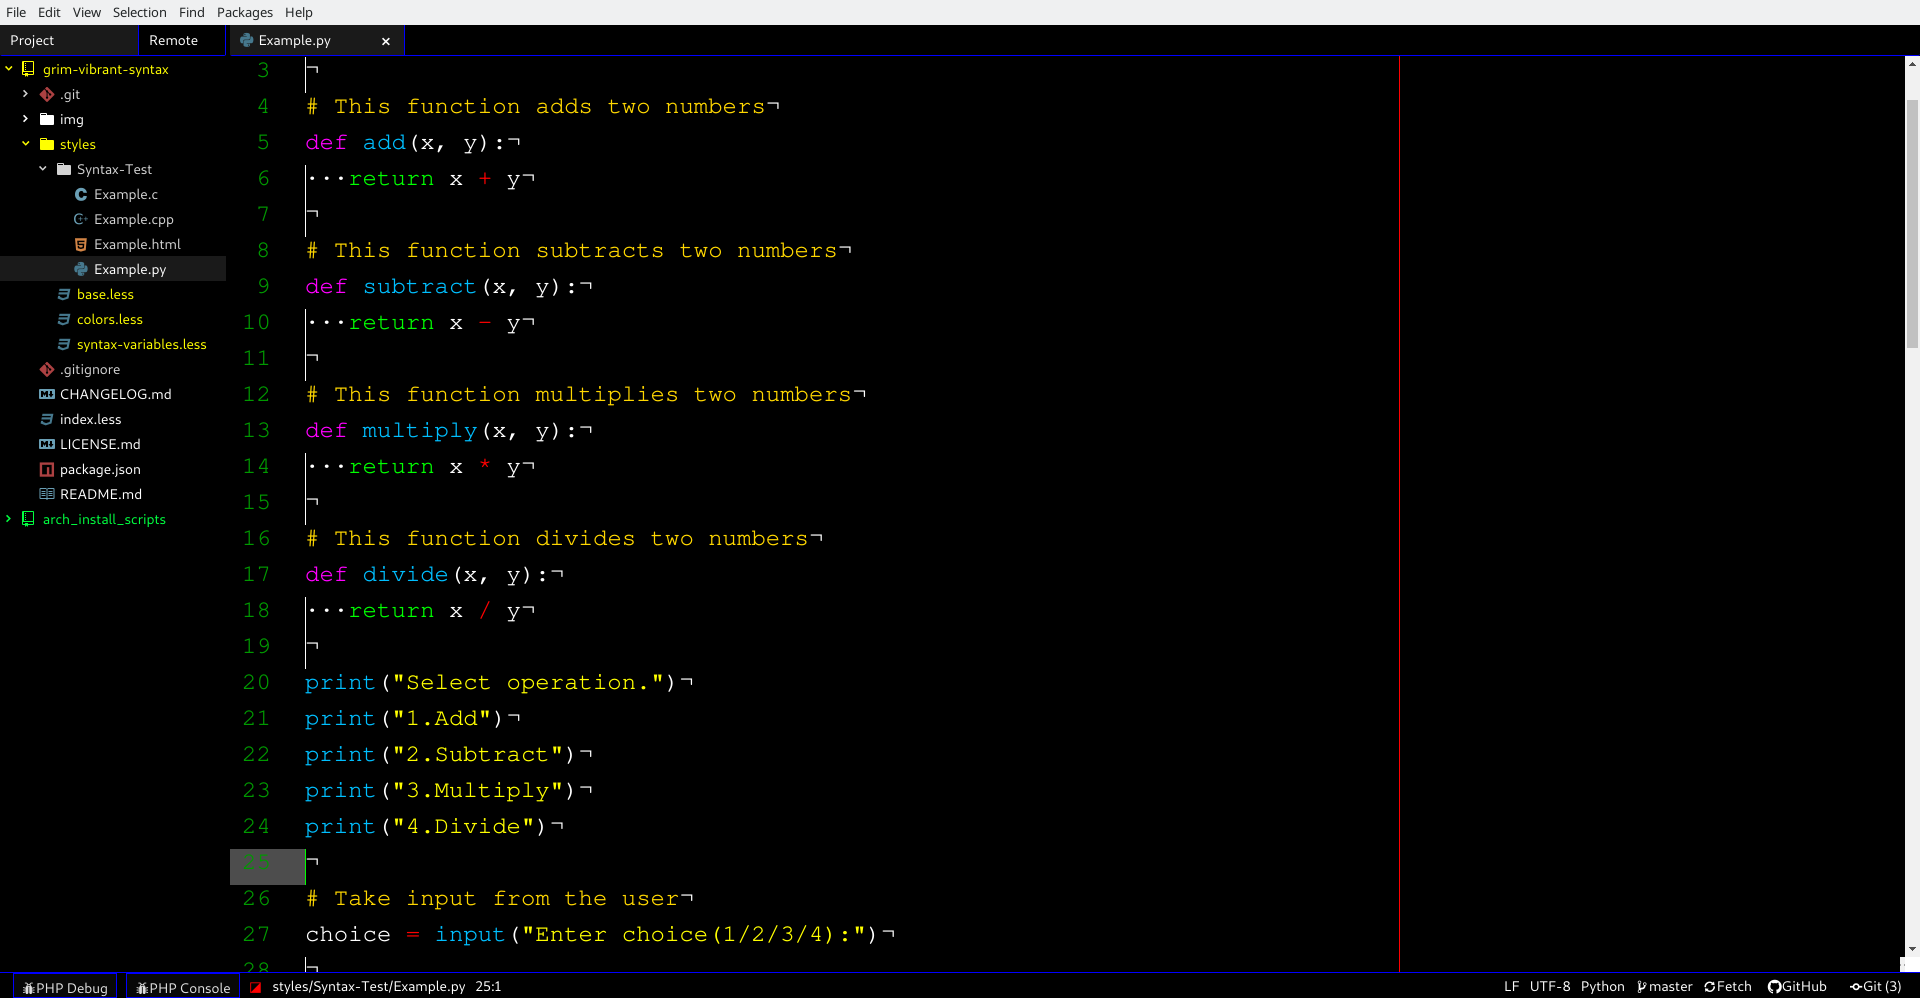 File Edit View Selection Find Packages Help
Project Remote Example.py
grim-vibrant-syntax
.git
img
styles
Syntax-Test
Example.c
Example.cpp
Example.html
Example.py
base.less
colors.less
syntax-variables.less
.gitignore
CHANGELOG.md
index.less
LICENSE.md
package.json
README.md
arch_install_scripts
3 ¬
4 # This function adds two numbers¬
5 def add(x, y):¬
6 ···return x + y¬
7 ¬
8 # This function subtracts two numbers¬
9 def subtract(x, y):¬
10 ···return x - y¬
11 ¬
12 # This function multiplies two numbers¬
13 def multiply(x, y):¬
14 ···return x * y¬
15 ¬
16 # This function divides two numbers¬
17 def divide(x, y):¬
18 ···return x / y¬
19 ¬
20 print("Select operation.")¬
21 print("1.Add")¬
22 print("2.Subtract")¬
23 print("3.Multiply")¬
24 print("4.Divide")¬
25 ¬
26 # Take input from the user¬
27 choice = input("Enter choice(1/2/3/4):")¬
28 ¬
PHP Debug PHP Console styles/Syntax-Test/Example.py 25:1 LF UTF-8 Python master Fetch GitHub Git (3)